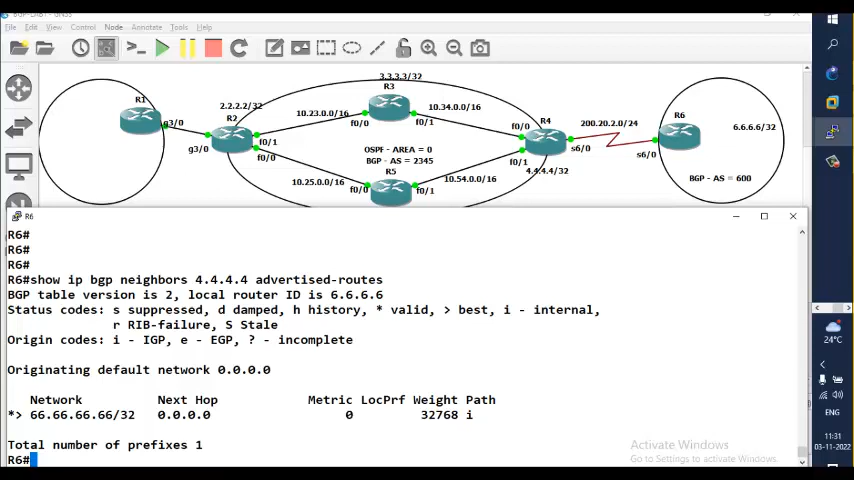 File Edit View Control Node Annotate Tools Help
R1
g3/0
2.2.2.2/32
R2
g3/0
f0/1
f0/0
3.3.3.3/32
R3
10.23.0.0/16
f0/0
f0/1
10.34.0.0/16
OSPF - AREA = 0
BGP - AS = 2345
10.25.0.0/16
R5
f0/0
f0/1
10.54.0.0/16
R4
f0/0
f0/1
4.4.4.4/32
s6/0
200.20.2.0/24
s6/0
R6
6.6.6.6/32
BGP - AS = 600
R6
R6#
R6#
R6#
R6#show ip bgp neighbors 4.4.4.4 advertised-routes
BGP table version is 2, local router ID is 6.6.6.6
Status codes: s suppressed, d damped, h history, * valid, > best, i - internal,
r RIB-failure, S Stale
Origin codes: i - IGP, e - EGP, ? - incomplete
Originating default network 0.0.0.0
Network Next Hop Metric LocPrf Weight Path
*> 66.66.66.66/32 0.0.0.0 0 32768 i
Total number of prefixes 1
R6#
Activate Windows
Go to Settings to activate Windows.
24°C
ENG
11:31
03-11-2022